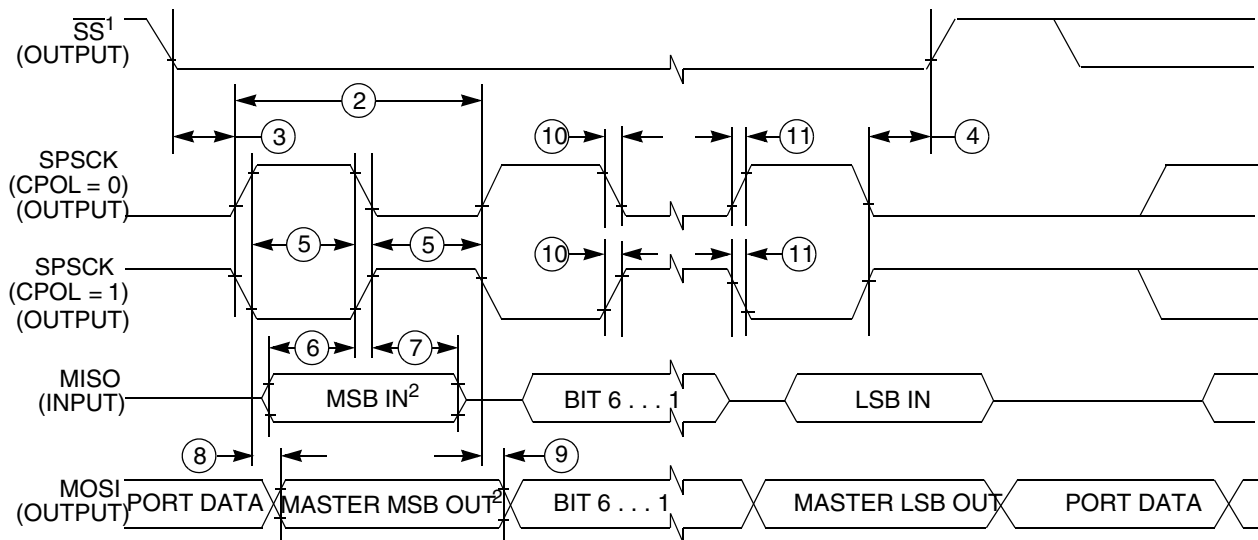 SS1
(OUTPUT)
2
3
10
11
4
SPSCK
(CPOL = 0)
(OUTPUT)
5
5
SPSCK
(CPOL = 1)
(OUTPUT)
10
11
6
7
MISO
(INPUT)
MSB IN2
BIT 6 . . . 1
LSB IN
8
9
MOSI
(OUTPUT)
PORT DATA
MASTER MSB OUT2
BIT 6 . . . 1
MASTER LSB OUT
PORT DATA